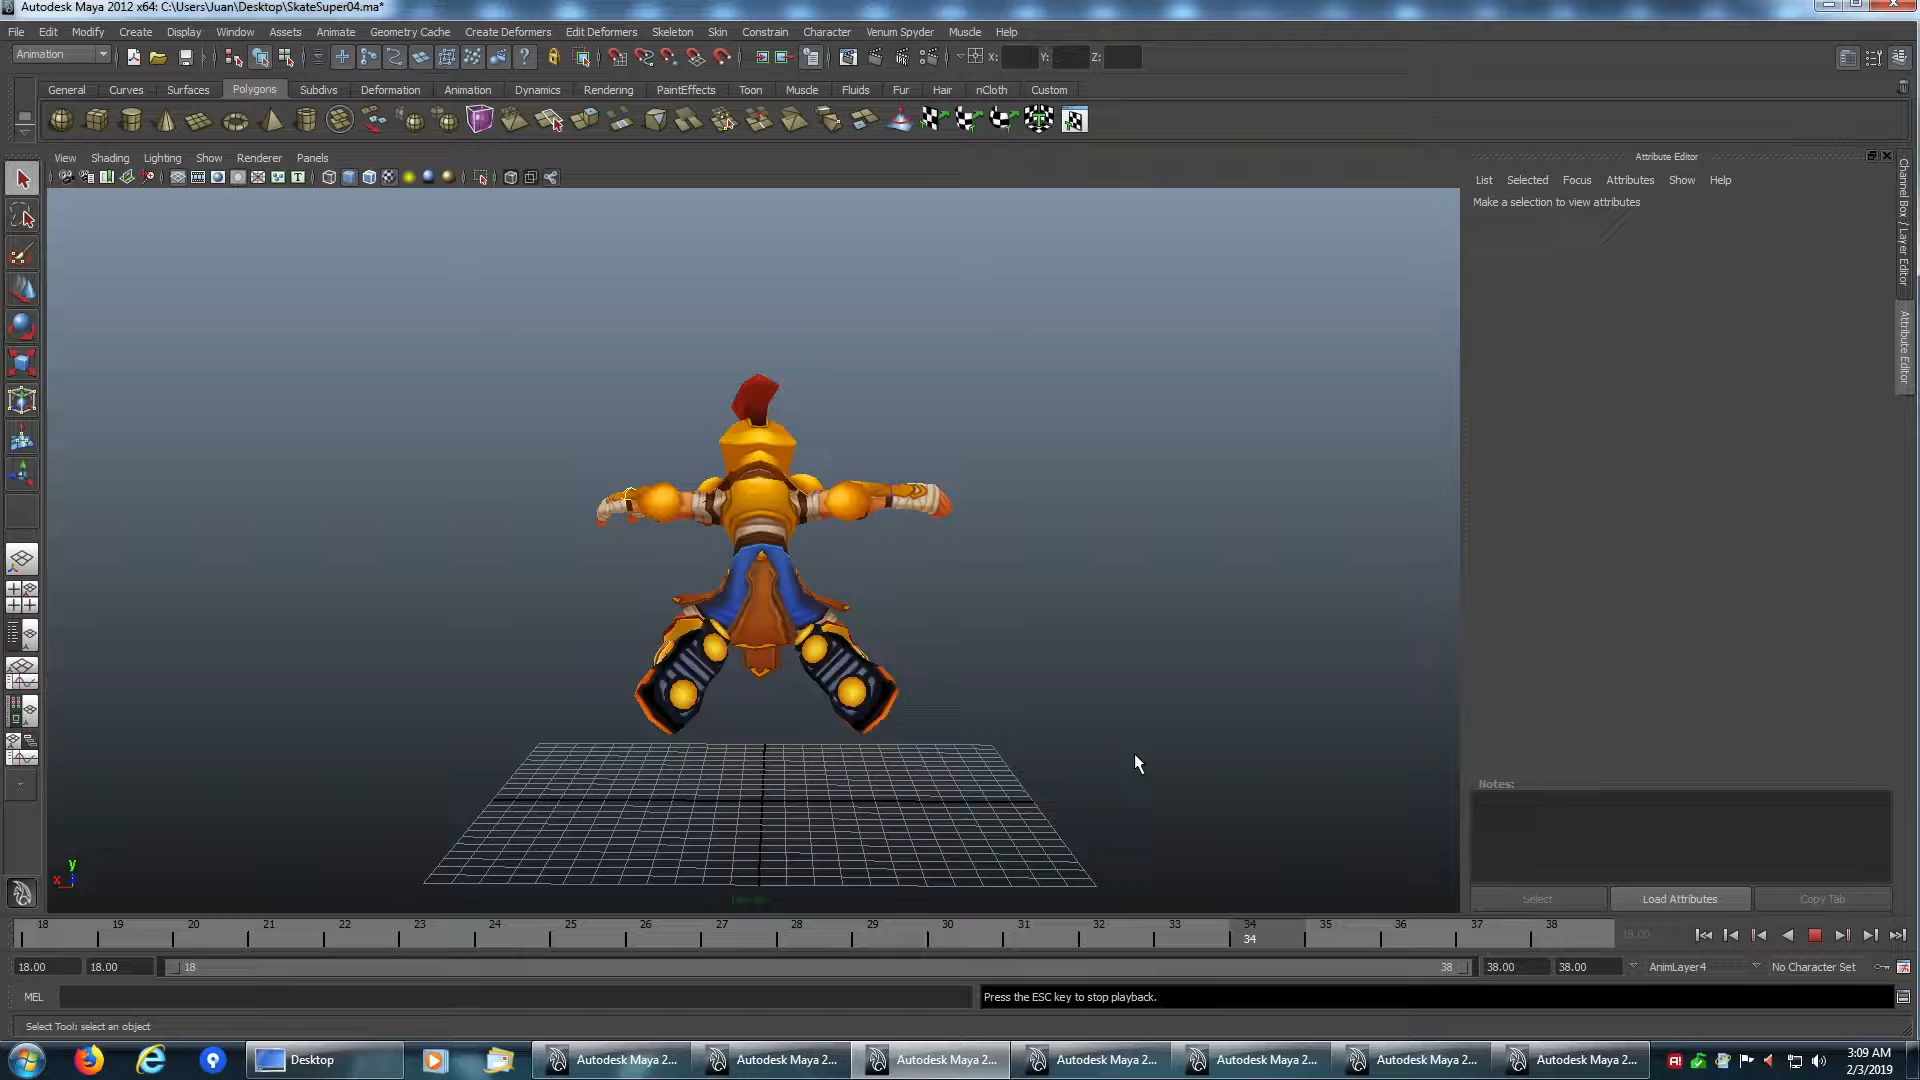 Autodesk Maya 2012 x64: C:\Users\Juan\Desktop\SkateSuper04.ma*
File Edit Modify Create Display Window Assets Animate Geometry Cache Create Deformers Edit Deformers Skeleton Skin Constrain Character Venum Spyder Muscle Help
Animation X: Y: Z:
General Curves Surfaces Polygons Subdivs Deformation Animation Dynamics Rendering PaintEffects Toon Muscle Fluids Fur Hair nCloth Custom
View Shading Lighting Show Renderer Panels
Attribute Editor
List Selected Focus Attributes Show Help
Make a selection to view attributes
Channel Box / Layer Editor
Attribute Editor
Notes:
Select Load Attributes Copy Tab
y
x
18 19 20 21 22 23 24 25 26 27 28 29 30 31 32 33 34 35 36 37 38
34
18.00 18.00 18 38 38.00 38.00 AnimLayer4 No Character Set
MEL Press the ESC key to stop playback.
Select Tool: select an object
Desktop Autodesk Maya 2... Autodesk Maya 2... Autodesk Maya 2... Autodesk Maya 2... Autodesk Maya 2... Autodesk Maya 2... Autodesk Maya 2...
3:09 AM
2/3/2019